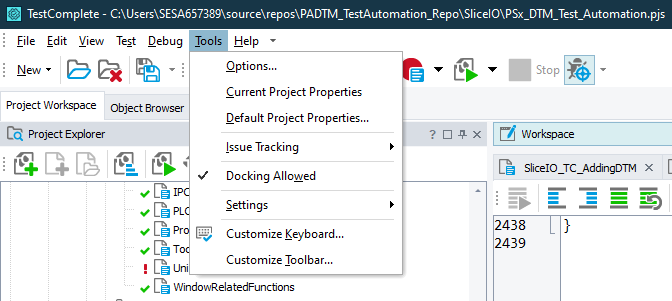 TestComplete - C:\Users\SESA657389\source\repos\PADTM_TestAutomation_Repo\SliceIO\PSx_DTM_Test_Automation.pjs
File Edit View Test Debug Tools Help
New
Stop
Options...
Current Project Properties
Default Project Properties...
Issue Tracking
Docking Allowed
Settings
Customize Keyboard...
Customize Toolbar...
Project Workspace Object Browser
Project Explorer
Workspace
SliceIO_TC_AddingDTM
IPC
PLC
Pro
Too
Uni
WindowRelatedFunctions
2438 }
2439